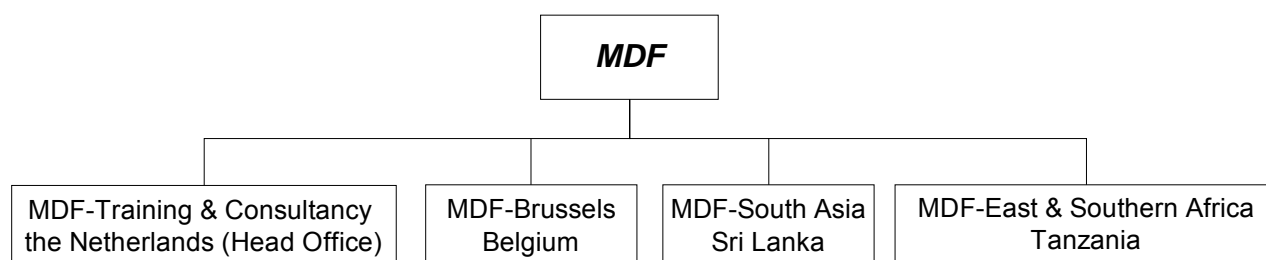 MDF
MDF-Training & Consultancy
the Netherlands (Head Office)
MDF-Brussels
Belgium
MDF-South Asia
Sri Lanka
MDF-East & Southern Africa
Tanzania